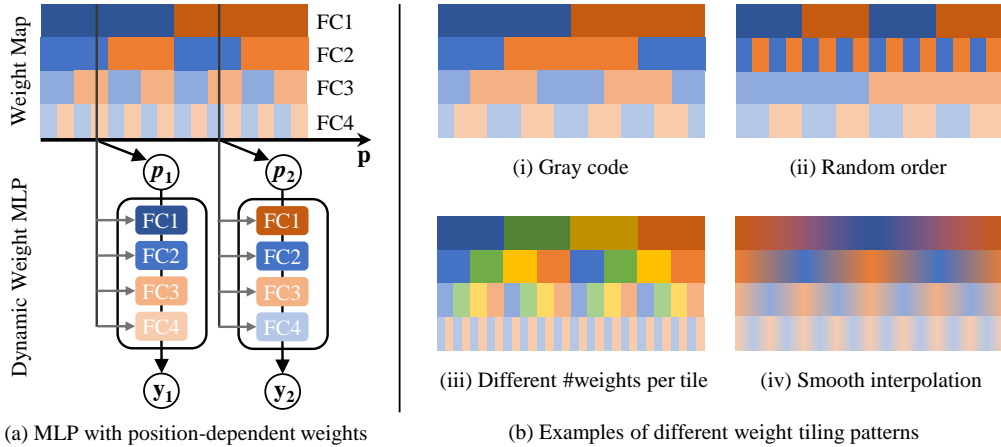 Weight Map
FC1
FC2
FC3
FC4
p
Dynamic Weight MLP
p1
p2
FC1
FC2
FC3
FC4
FC1
FC2
FC3
FC4
y1
y2
(a) MLP with position-dependent weights
(i) Gray code
(ii) Random order
(iii) Different #weights per tile
(iv) Smooth interpolation
(b) Examples of different weight tiling patterns